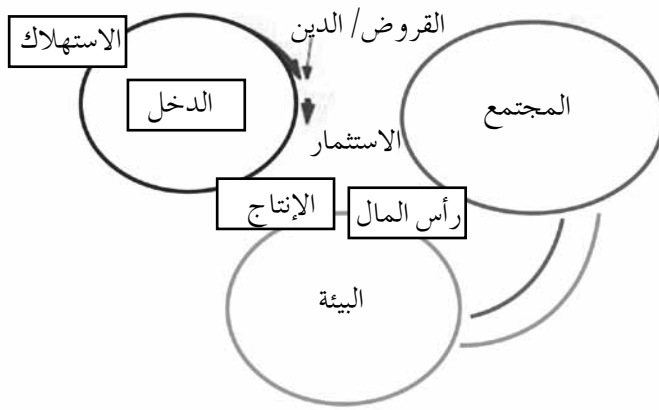 القروض/ الدين
الاستهلاك
الدخل
المجتمع
الاستثمار
الإنتاج
رأس المال
البيئة